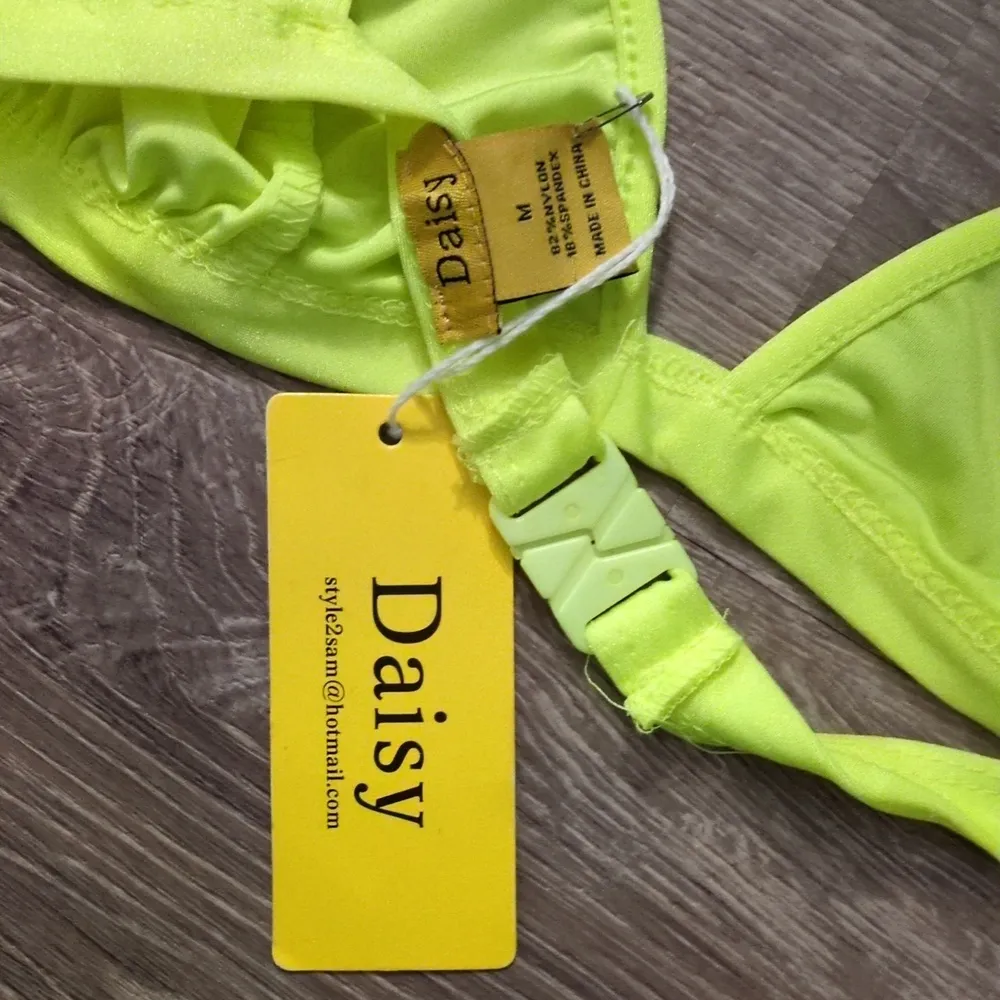 Daisy
M
82%NYLON
18%SPANDEX
MADE IN CHINA
Daisy
style2sam@hotmail.com